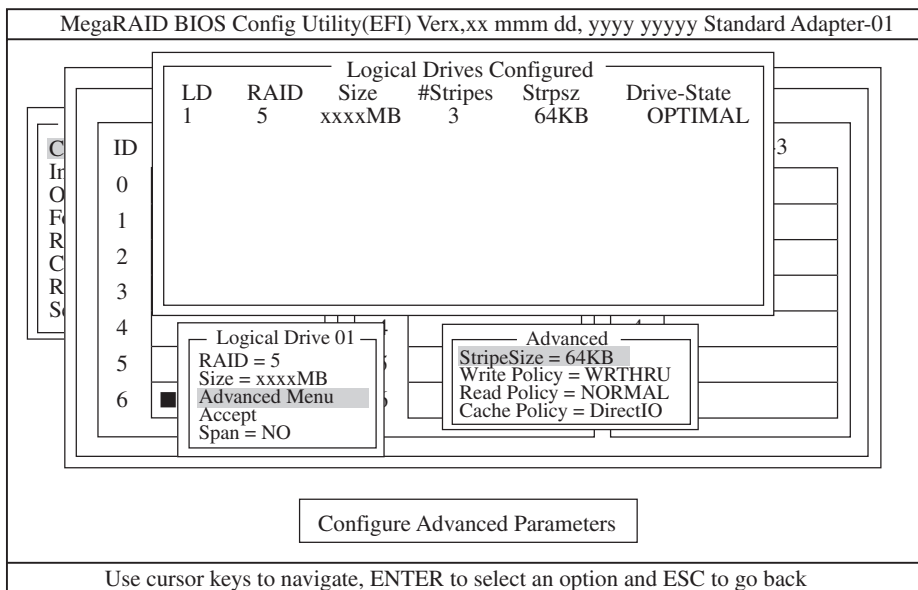 MegaRAID BIOS Config Utility(EFI) Verx,xx mmm dd, yyyy yyyyy Standard Adapter-01
Logical Drives Configured
LD RAID Size #Stripes Strpsz Drive-State
1 5 xxxxMB 3 64KB OPTIMAL
C
In
O
F
R
C
R
S
ID
3
0
1
2
3
4
5
6
Logical Drive 01
RAID = 5
Size = xxxxMB
Advanced Menu
Accept
Span = NO
Advanced
StripeSize = 64KB
Write Policy = WRTHRU
Read Policy = NORMAL
Cache Policy = DirectIO
Configure Advanced Parameters
Use cursor keys to navigate, ENTER to select an option and ESC to go back